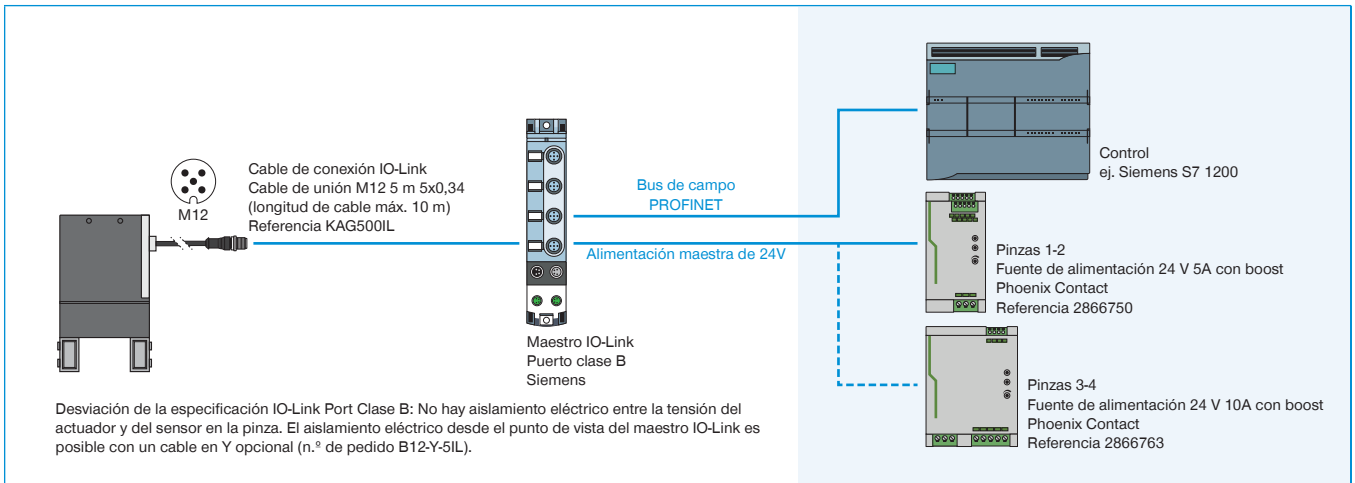 M12
Cable de conexión IO-Link
Cable de unión M12 5 m 5x0,34
(longitud de cable máx. 10 m)
Referencia KAG500IL
Maestro IO-Link
Puerto clase B
Siemens
Bus de campo
PROFINET
Alimentación maestra de 24V
Control
ej. Siemens S7 1200
Pinzas 1-2
Fuente de alimentación 24 V 5A con boost
Phoenix Contact
Referencia 2866750
Pinzas 3-4
Fuente de alimentación 24 V 10A con boost
Phoenix Contact
Referencia 2866763
Desviación de la especificación IO-Link Port Clase B: No hay aislamiento eléctrico entre la tensión del
actuador y del sensor en la pinza. El aislamiento eléctrico desde el punto de vista del maestro IO-Link es
posible con un cable en Y opcional (n.º de pedido B12-Y-5IL).